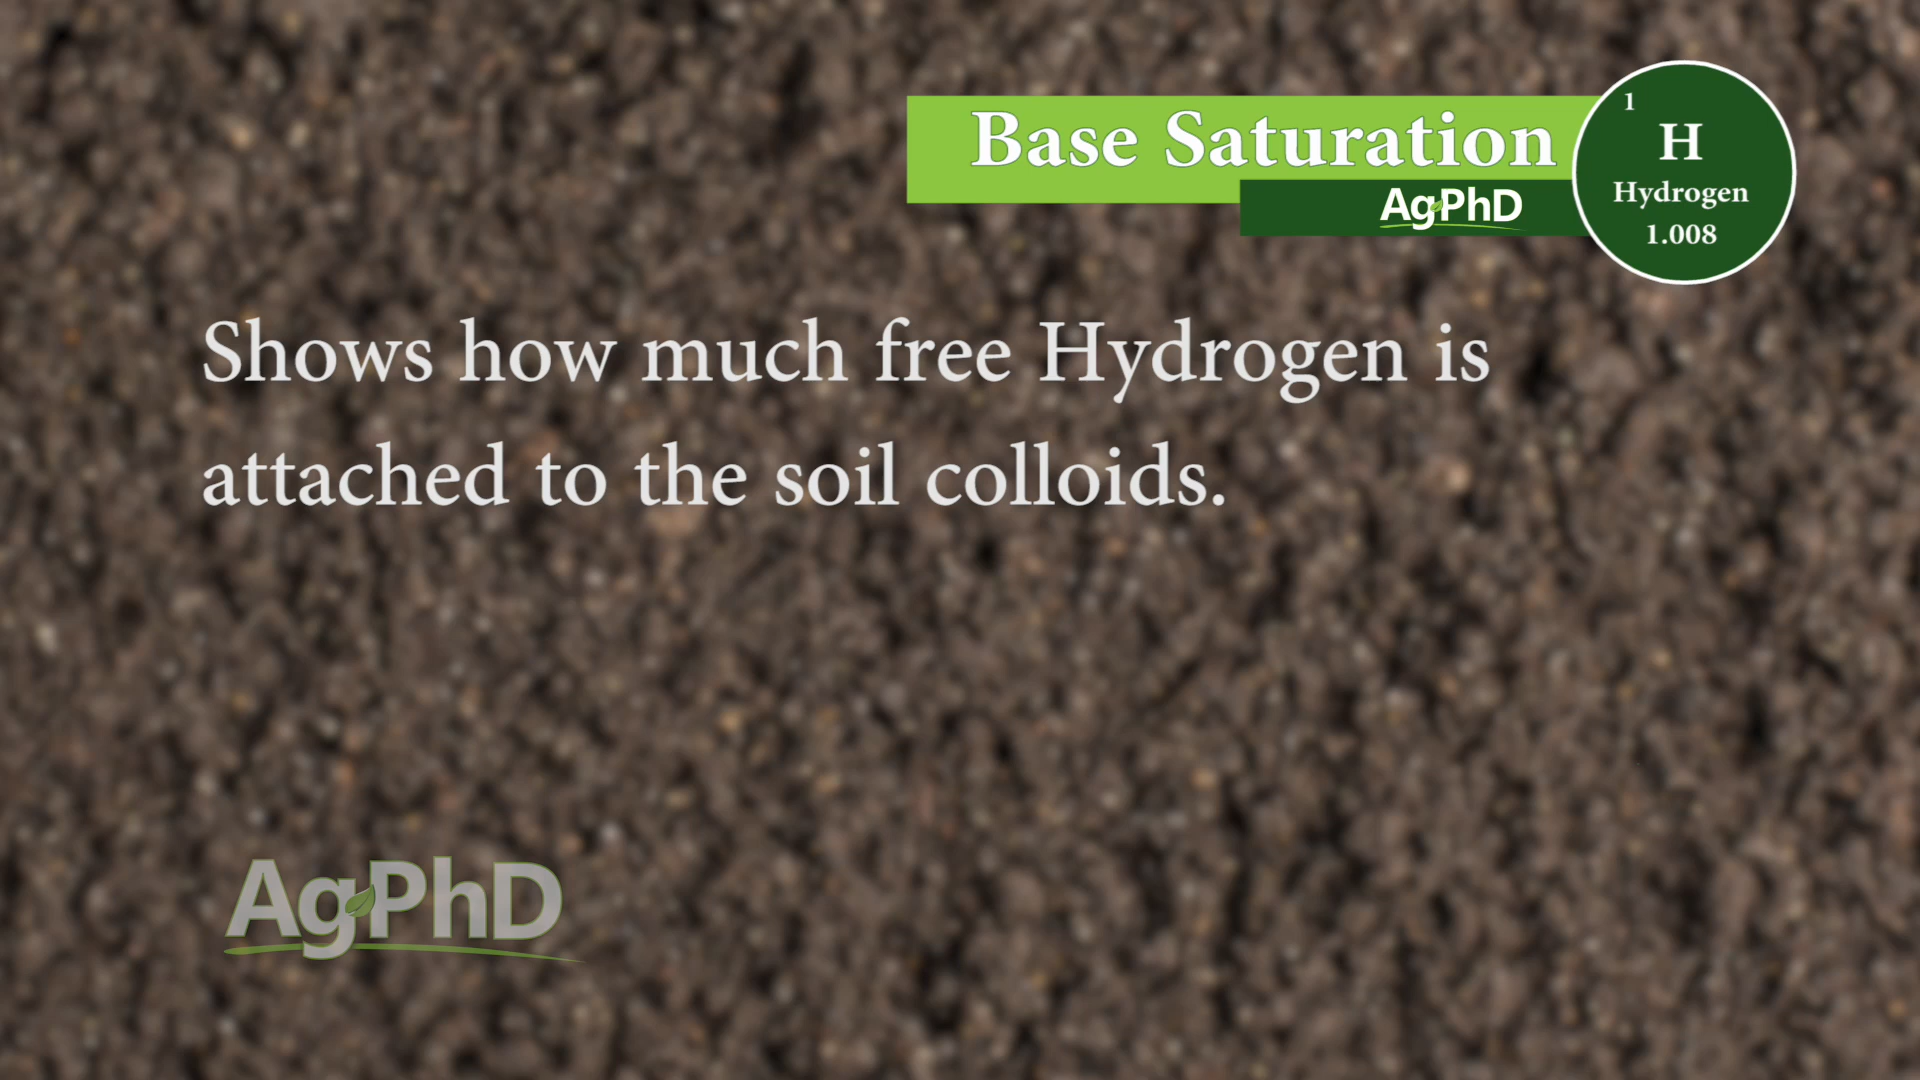 Base Saturation
AgPhD
1
H
Hydrogen
1.008
Shows how much free Hydrogen is
attached to the soil colloids.
AgPhD